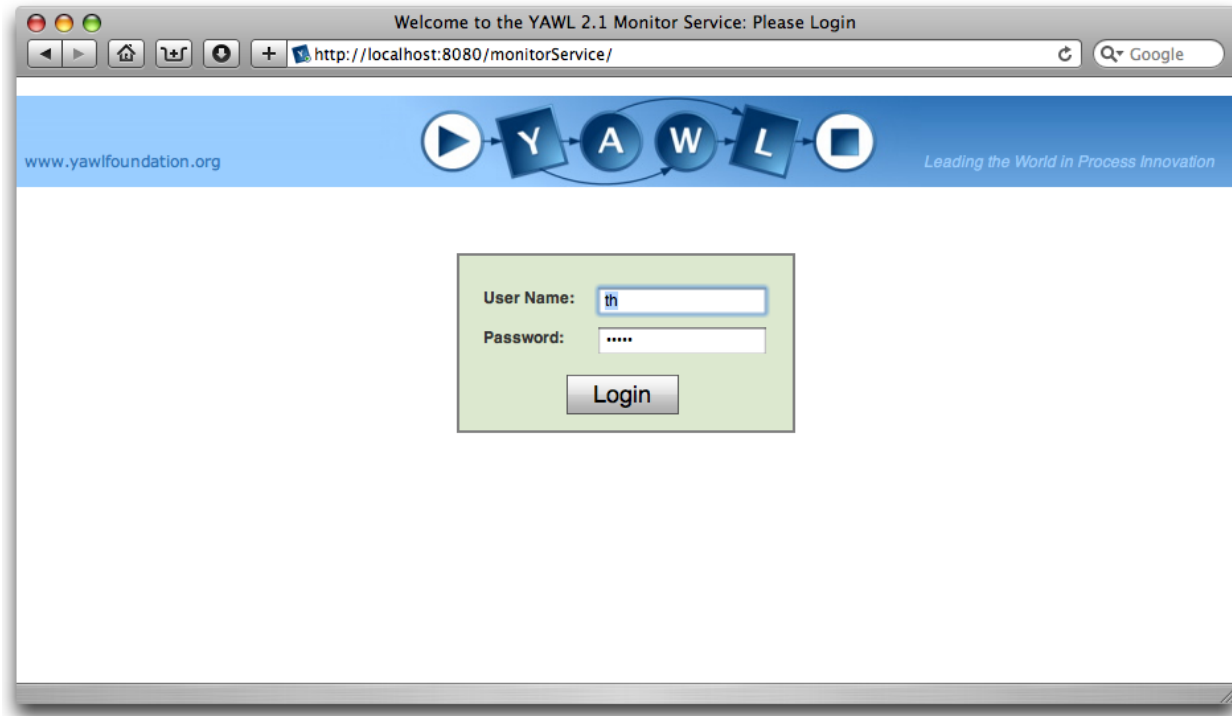 Welcome to the YAWL 2.1 Monitor Service: Please Login
http://localhost:8080/monitorService/
Google
YAWL
www.yawlfoundation.org
Leading the World in Process Innovation
User Name: th
Password: •••••
Login